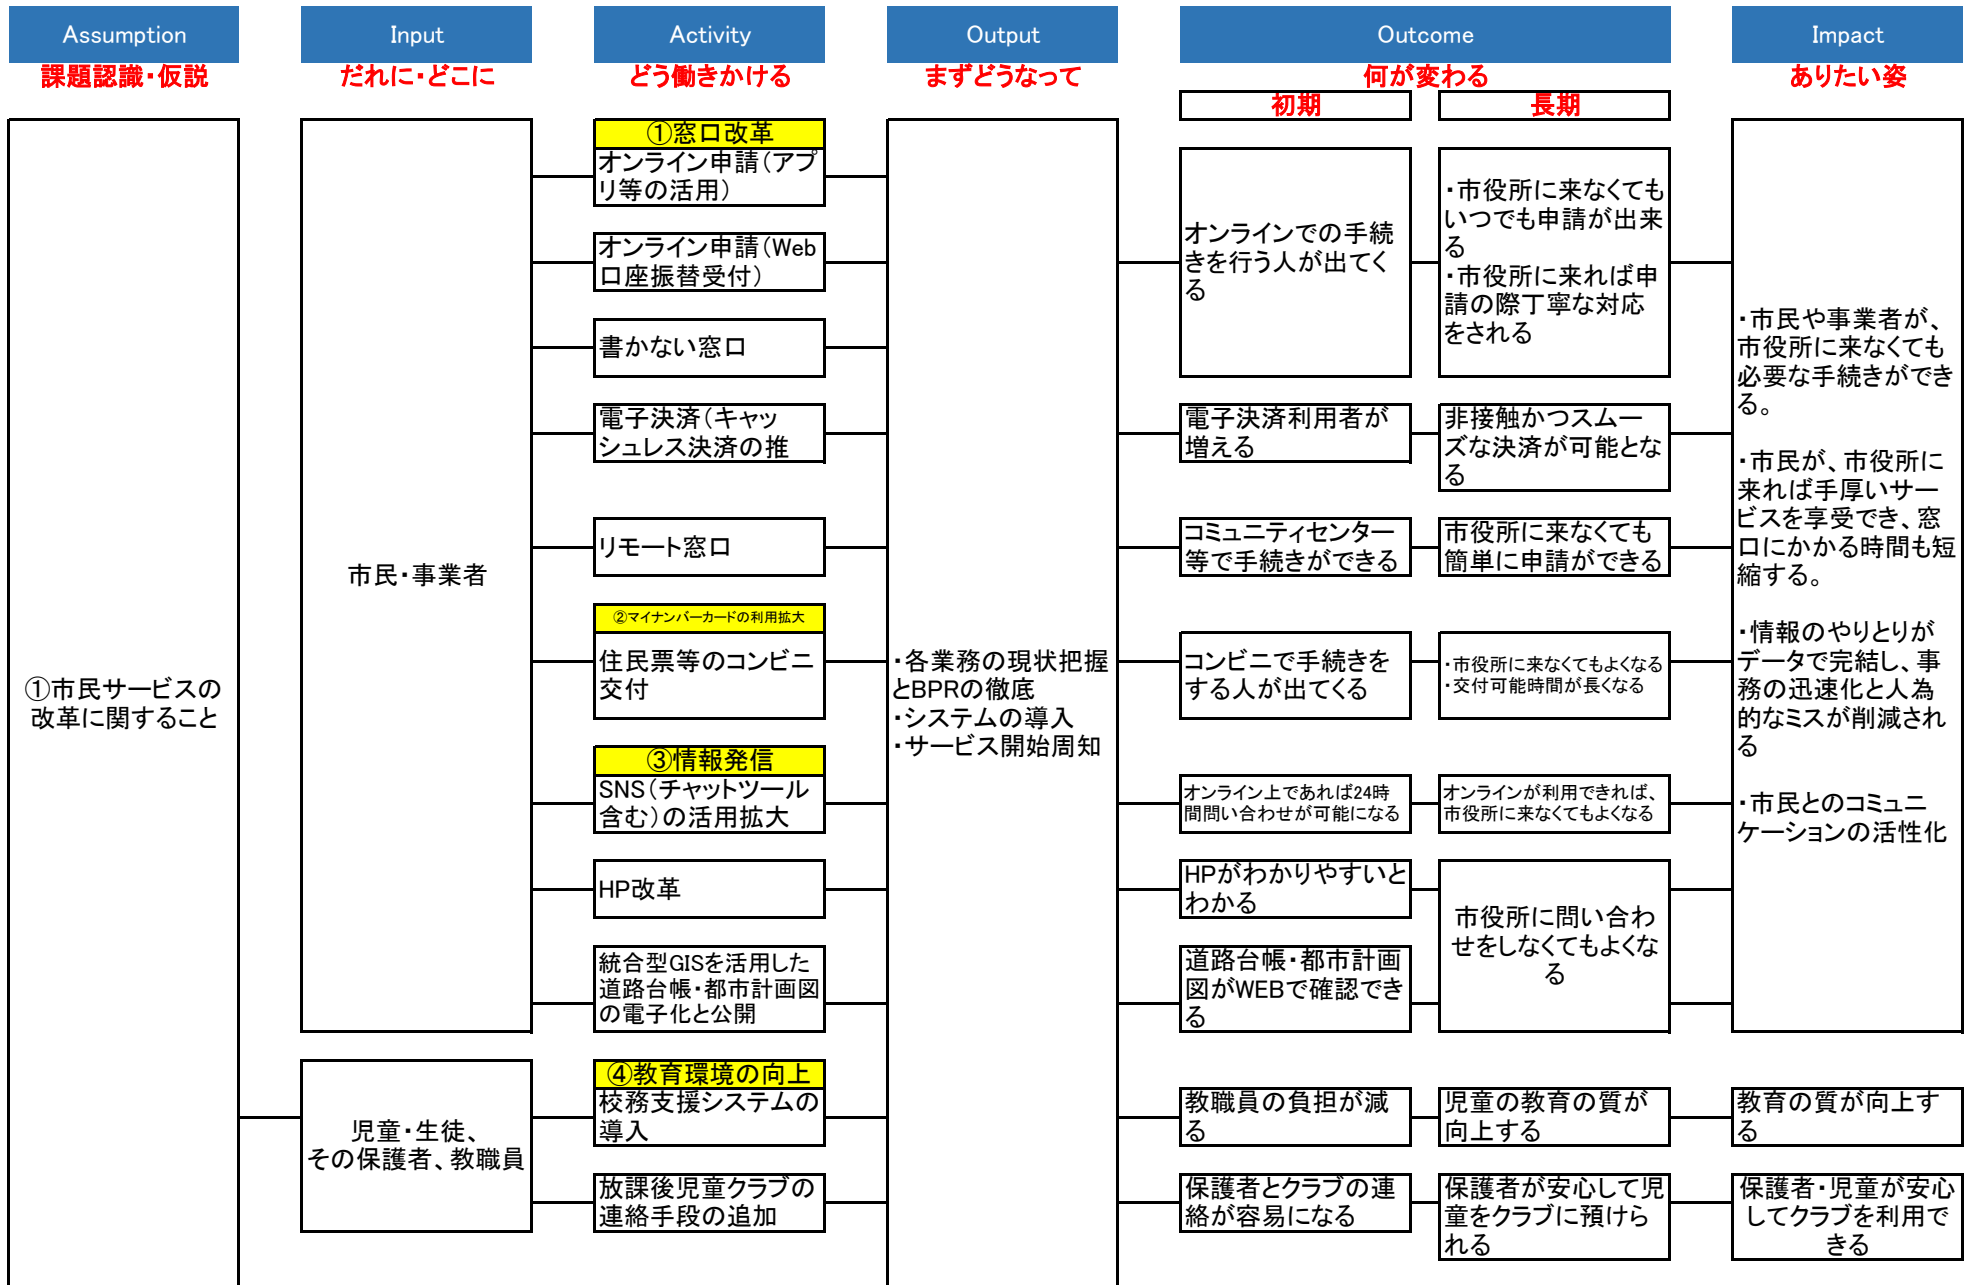 Assumption
Input
Activity
Output
Outcome
Impact
課題認識・仮説
だれに・どこに
どう働きかける
まずどうなって
何が変わる
ありたい姿
初期
長期
①市民サービスの
改革に関すること
市民・事業者
①窓口改革
オンライン申請（アプ
リ等の活用）
オンライン申請（Web
口座振替受付）
書かない窓口
電子決済（キャッ
シュレス決済の推
リモート窓口
②マイナンバーカードの利用拡大
住民票等のコンビニ
交付
③情報発信
SNS（チャットツール
含む）の活用拡大
HP改革
統合型GISを活用した
道路台帳・都市計画図
の電子化と公開
児童・生徒、
その保護者、教職員
④教育環境の向上
校務支援システムの
導入
放課後児童クラブの
連絡手段の追加
・各業務の現状把握
とBPRの徹底
・システムの導入
・サービス開始周知
オンラインでの手続
きを行う人が出てく
る
・市役所に来なくても
いつでも申請が出来
る
・市役所に来れば申
請の際丁寧な対応
をされる
電子決済利用者が
増える
非接触かつスムー
ズな決済が可能とな
る
コミュニティセンター
等で手続きができる
市役所に来なくても
簡単に申請ができる
コンビニで手続きを
する人が出てくる
・市役所に来なくてもよくなる
・交付可能時間が長くなる
オンライン上であれば24時
間問い合わせが可能になる
オンラインが利用できれば、
市役所に来なくてもよくなる
HPがわかりやすいと
わかる
道路台帳・都市計画
図がWEBで確認でき
る
市役所に問い合わ
せをしなくてもよくな
る
教職員の負担が減
る
児童の教育の質が
向上する
保護者とクラブの連
絡が容易になる
保護者が安心して児
童をクラブに預けら
れる
・市民や事業者が、
市役所に来なくても
必要な手続きができ
る。
・市民が、市役所に
来れば手厚いサー
ビスを享受でき、窓
口にかかる時間も短
縮する。
・情報のやりとりが
データで完結し、事
務の迅速化と人為
的なミスが削減され
る
・市民とのコミュニ
ケーションの活性化
教育の質が向上す
る
保護者・児童が安心
してクラブを利用で
きる